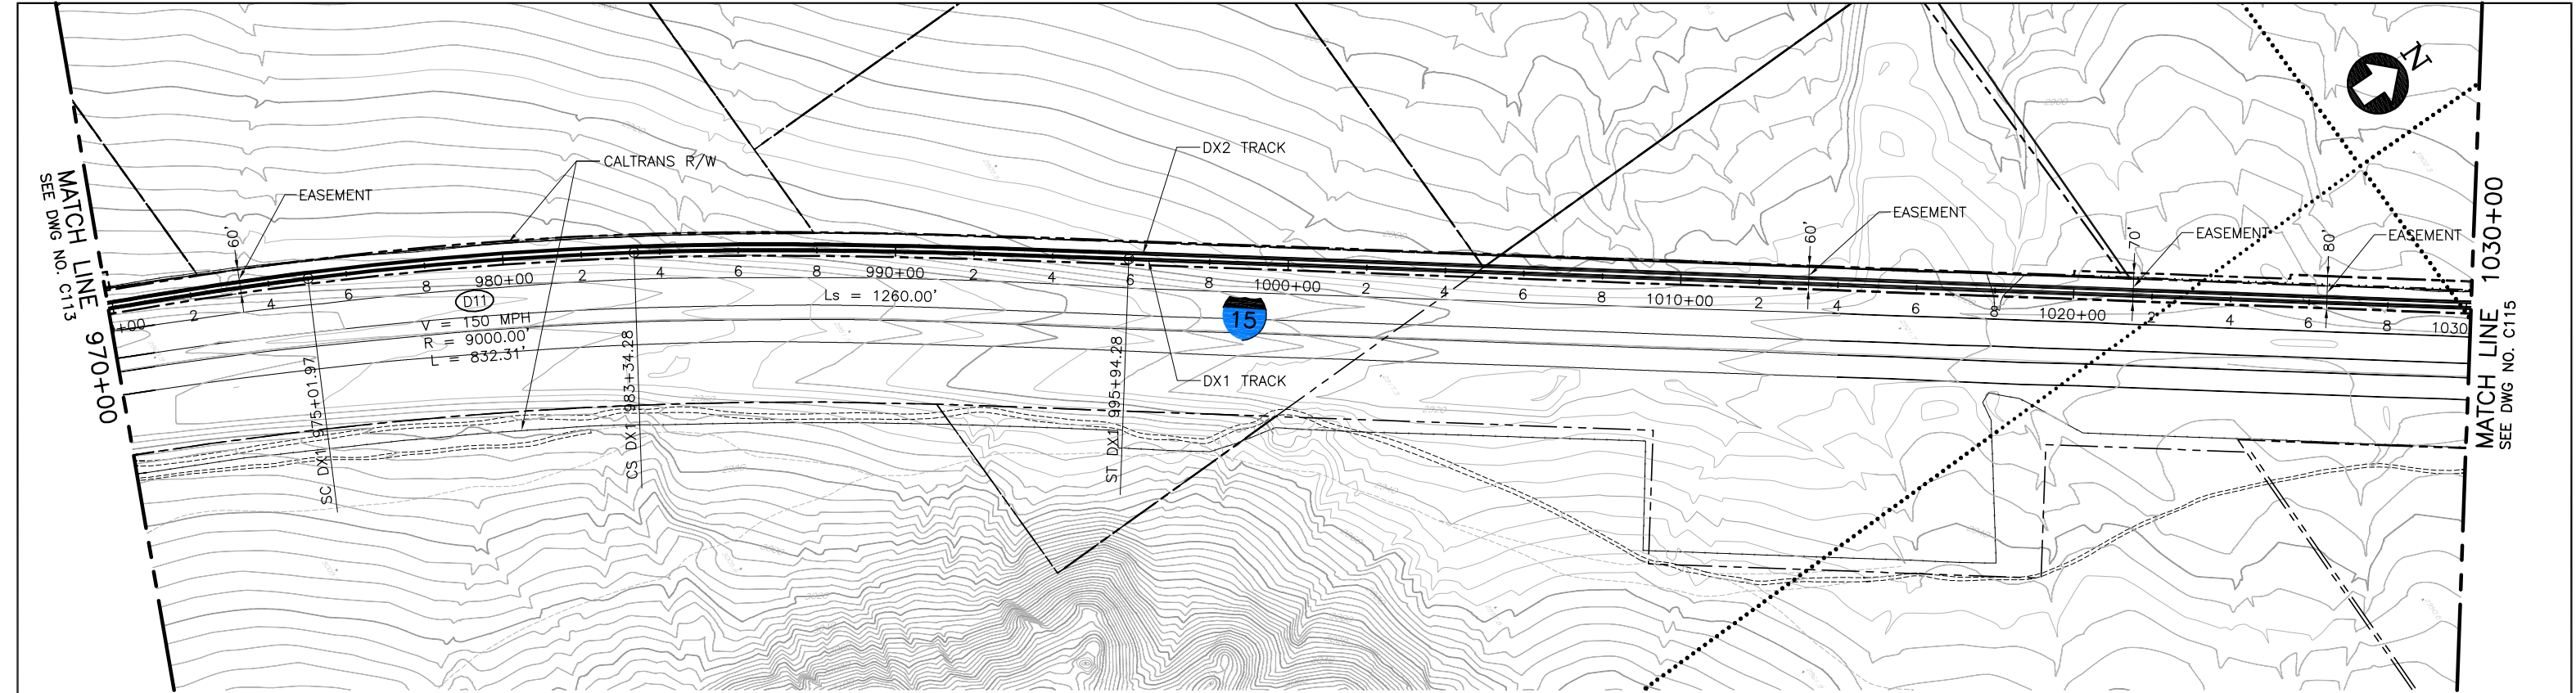 MATCH LINE 970+00
SEE DWG NO. C113
60'
EASEMENT
CALTRANS R/W
DX2 TRACK
EASEMENT
60'
70'
EASEMENT
80'
EASEMENT
N
MATCH LINE 1030+00
SEE DWG NO. C115
+00 2 4 6 8 980+00 2 4 6 8 990+00 2 4 6 8 1000+00 2 4 6 8 1010+00 2 4 6 8 1020+00 2 4 6 8 1030
D11
V = 150 MPH
R = 9000.00'
L = 832.31'
Ls = 1260.00'
15
DX1 TRACK
SC DX1 975+01.97
CS DX1 983+34.28
ST DX1 995+94.28